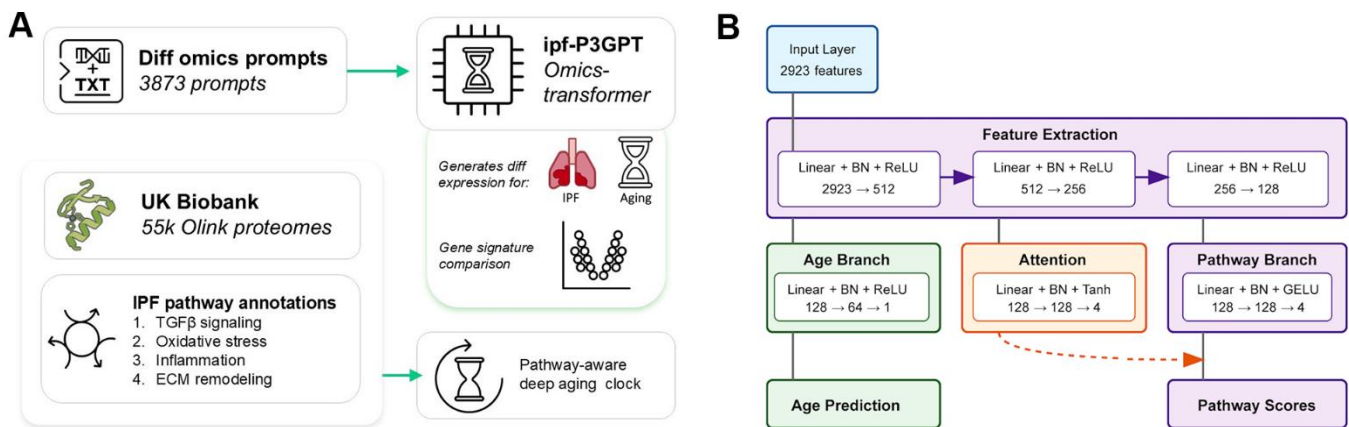 A
Diff omics prompts
3873 prompts
+
TXT
ipf-P3GPT
Omics-
transformer
Generates diff
expression for:
IPF
Aging
Gene signature
comparison
UK Biobank
55k Olink proteomes
IPF pathway annotations
1. TGFβ signaling
2. Oxidative stress
3. Inflammation
4. ECM remodeling
Pathway-aware
deep aging clock
B
Input Layer
2923 features
Feature Extraction
Linear + BN + ReLU
2923 → 512
Linear + BN + ReLU
512 → 256
Linear + BN + ReLU
256 → 128
Age Branch
Linear + BN + ReLU
128 → 64 → 1
Attention
Linear + BN + Tanh
128 → 128 → 4
Pathway Branch
Linear + BN + GELU
128 → 128 → 4
Age Prediction
Pathway Scores